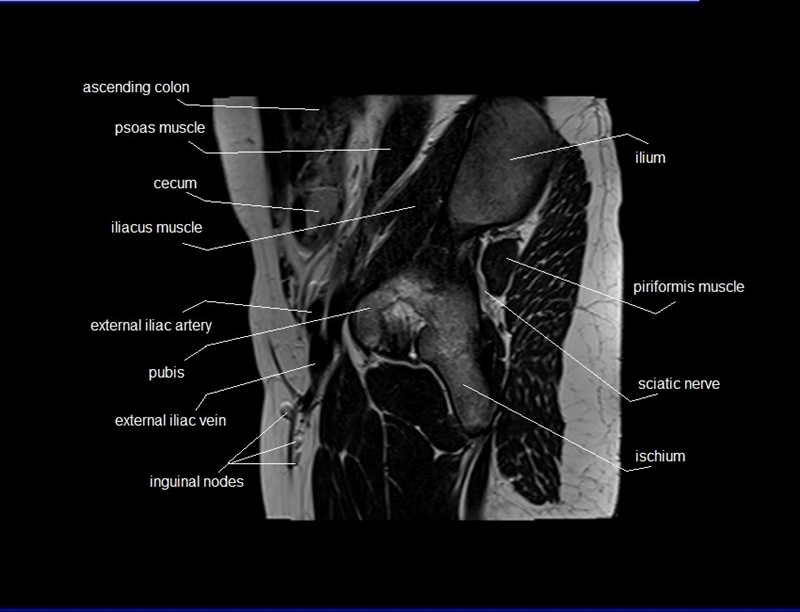 ascending colon
psoas muscle
cecum
iliacus muscle
external iliac artery
pubis
external iliac vein
inguinal nodes
ilium
piriformis muscle
sciatic nerve
ischium